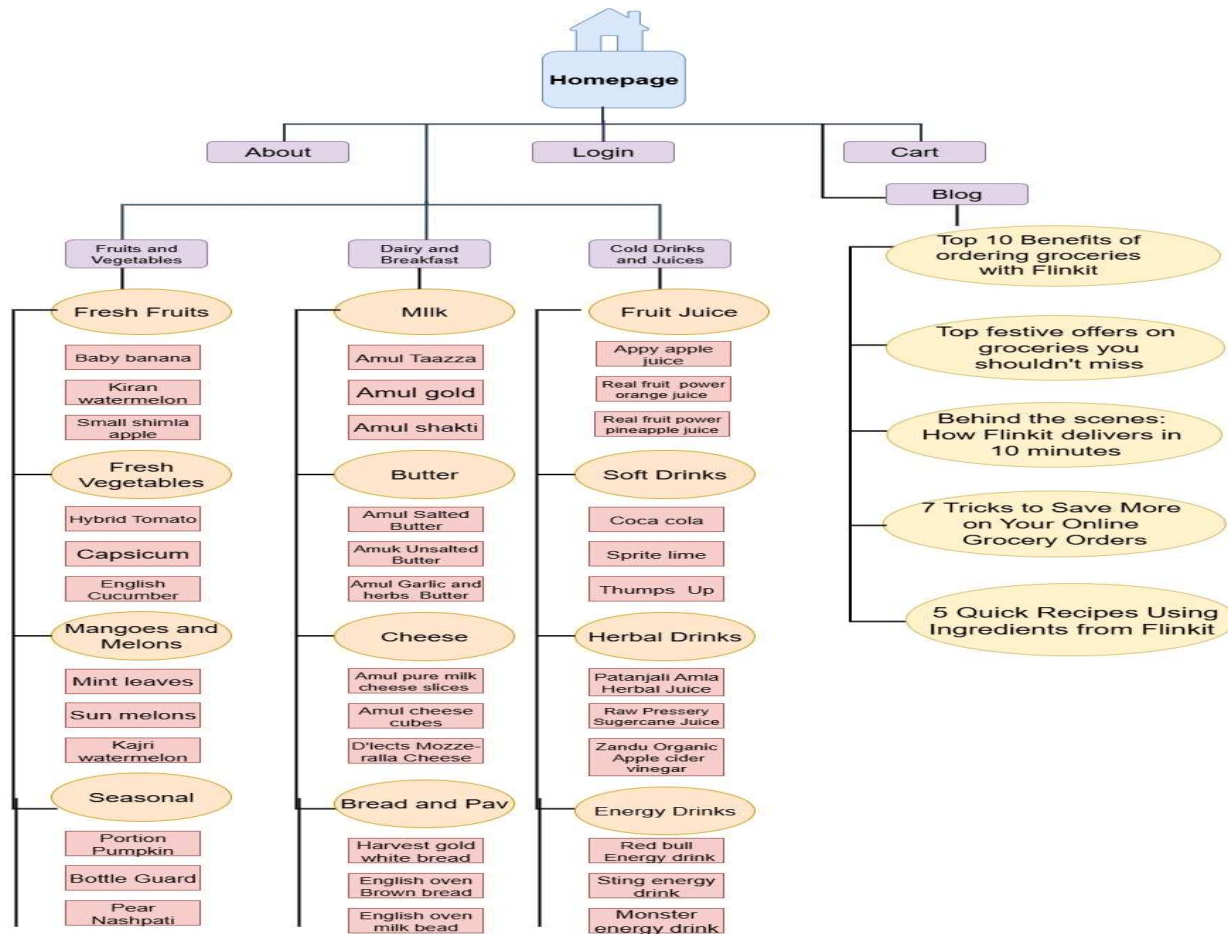 Homepage
About
Login
Cart
Blog
Fruits and
Vegetables
Fresh Fruits
Baby banana
Kiran
watermelon
Small shimla
apple
Fresh
Vegetables
Hybrid Tomato
Capsicum
English
Cucumber
Mangoes and
Melons
Mint leaves
Sun melons
Kajri
watermelon
Seasonal
Portion
Pumpkin
Bottle Guard
Pear
Nashpati
Dairy and
Breakfast
MIlk
Amul Taazza
Amul gold
Amul shakti
Butter
Amul Salted
Butter
Amuk Unsalted
Butter
Amul Garlic and
herbs Butter
Cheese
Amul pure milk
cheese slices
Amul cheese
cubes
D'lects Mozze-
ralla Cheese
Bread and Pav
Harvest gold
white bread
English oven
Brown bread
English oven
milk bead
Cold Drinks
and Juices
Fruit Juice
Appy apple
juice
Real fruit power
orange juice
Real fruit power
pineapple juice
Soft Drinks
Coca cola
Sprite lime
Thumps Up
Herbal Drinks
Patanjali Amla
Herbal Juice
Raw Pressery
Sugercane Juice
Zandu Organic
Apple cider
vinegar
Energy Drinks
Red bull
Energy drink
Sting energy
drink
Monster
energy drink
Top 10 Benefits of
ordering groceries
with Flinkit
Top festive offers on
groceries you
shouldn't miss
Behind the scenes:
How Flinkit delivers in
10 minutes
7 Tricks to Save More
on Your Online
Grocery Orders
5 Quick Recipes Using
Ingredients from Flinkit